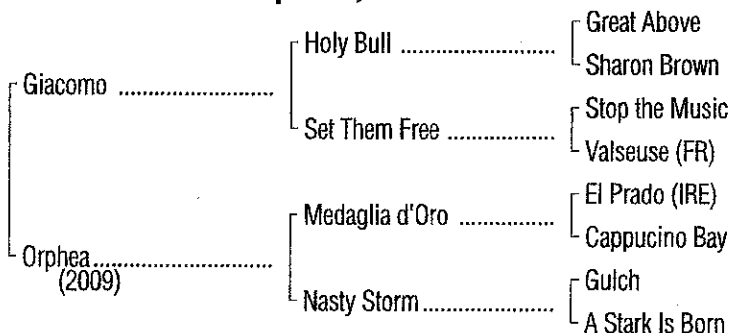 Great Above
Holy Bull ..............................
Sharon Brown
Giacomo ..............................
Stop the Music
Set Them Free .....................
Valseuse (FR)
El Prado (IRE)
Medaglia d'Oro ...................
Cappucino Bay
Orphea..............................
(2009)
Gulch
Nasty Storm..........................
A Stark Is Born